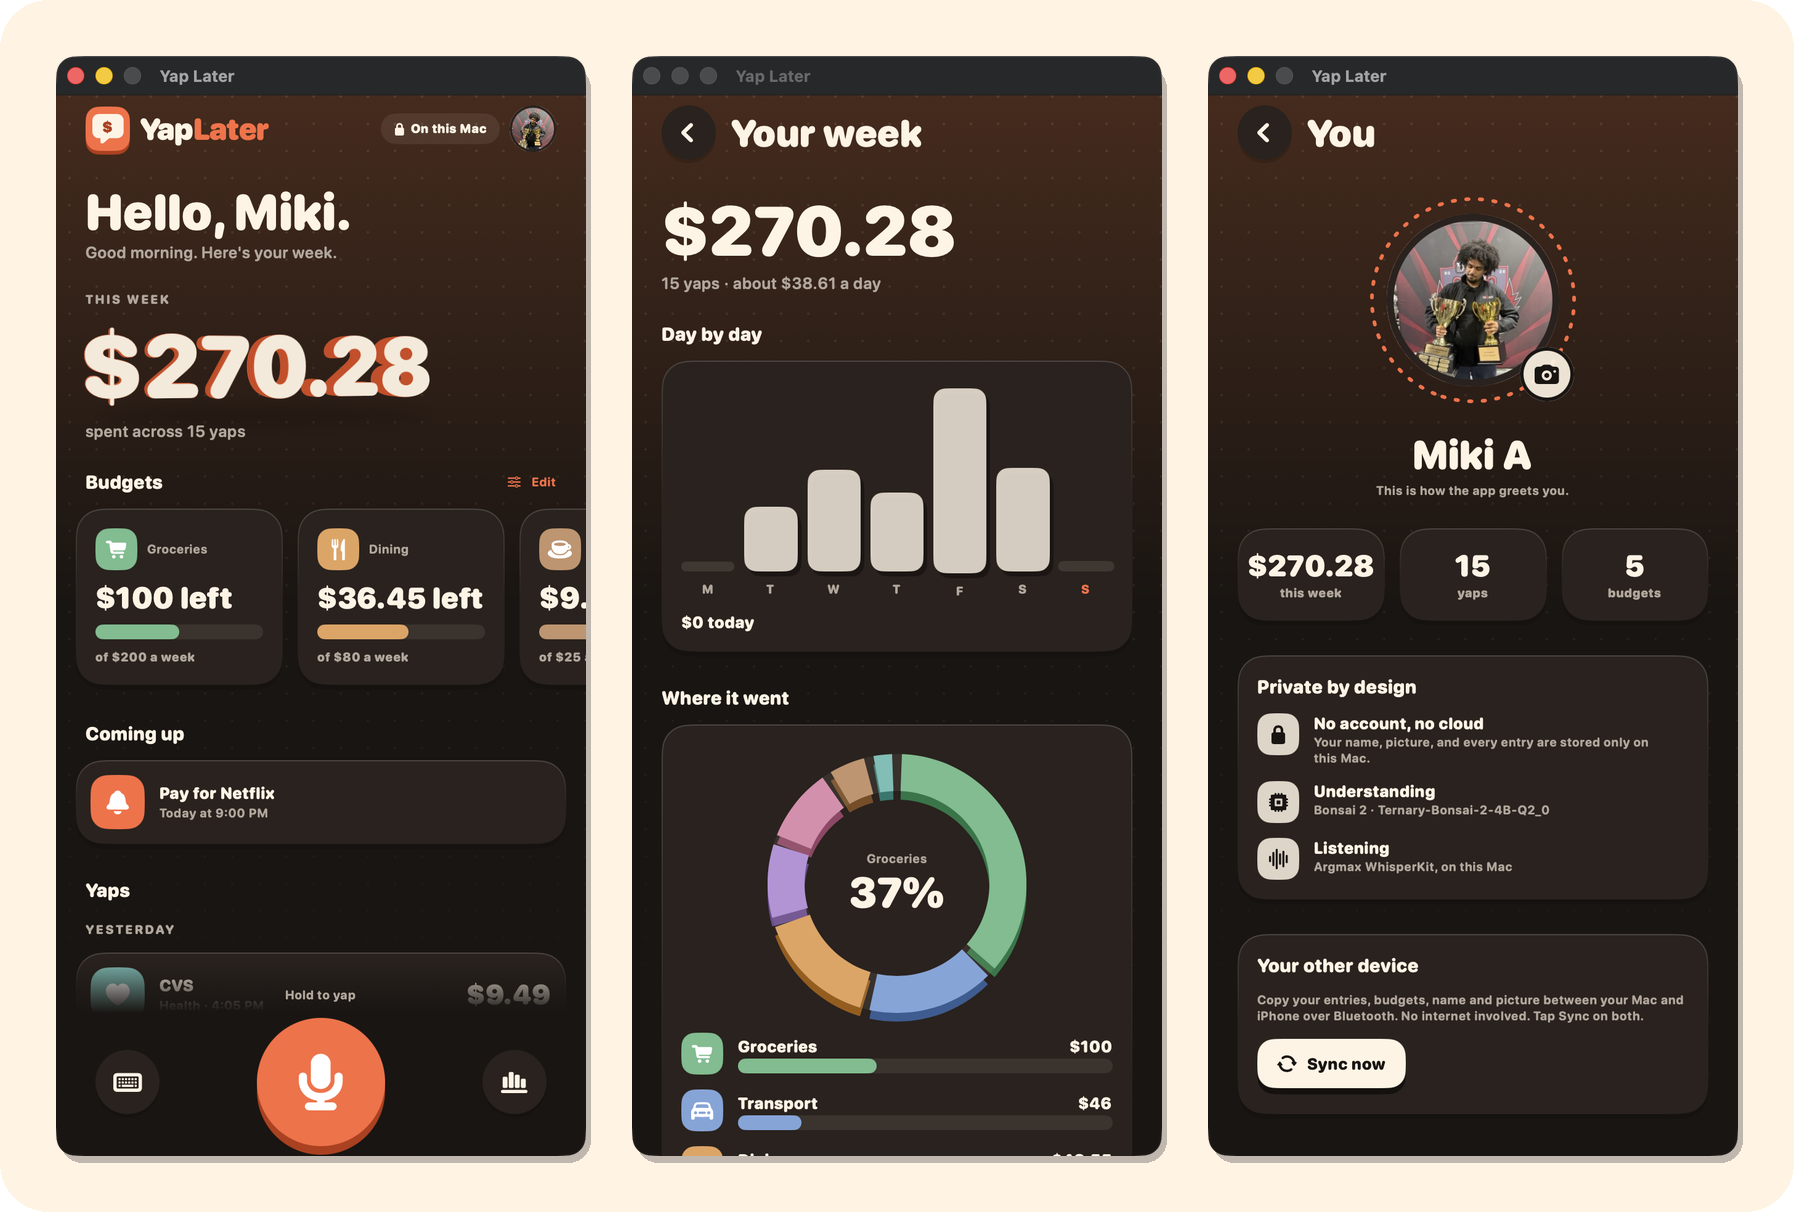 Yap Later
YapLater
On this Mac
Hello, Miki.
Good morning. Here's your week.
THIS WEEK
$270.28
spent across 15 yaps
Budgets
Edit
Groceries
$100 left
of $200 a week
Dining
$36.45 left
of $80 a week
$9.
of $25
Coming up
Pay for Netflix
Today at 9:00 PM
Yaps
YESTERDAY
CVS
Health · 4:05 PM
$9.49
Hold to yap
Yap Later
Your week
$270.28
15 yaps · about $38.61 a day
Day by day
M T W T F S S
$0 today
Where it went
Groceries
37%
Groceries $100
Transport $46
Yap Later
You
Miki A
This is how the app greets you.
$270.28
this week
15
yaps
5
budgets
Private by design
No account, no cloud
Your name, picture, and every entry are stored only on
this Mac.
Understanding
Bonsai 2 · Ternary-Bonsai-2-4B-Q2_0
Listening
Argmax WhisperKit, on this Mac
Your other device
Copy your entries, budgets, name and picture between your Mac and
iPhone over Bluetooth. No internet involved. Tap Sync on both.
Sync now